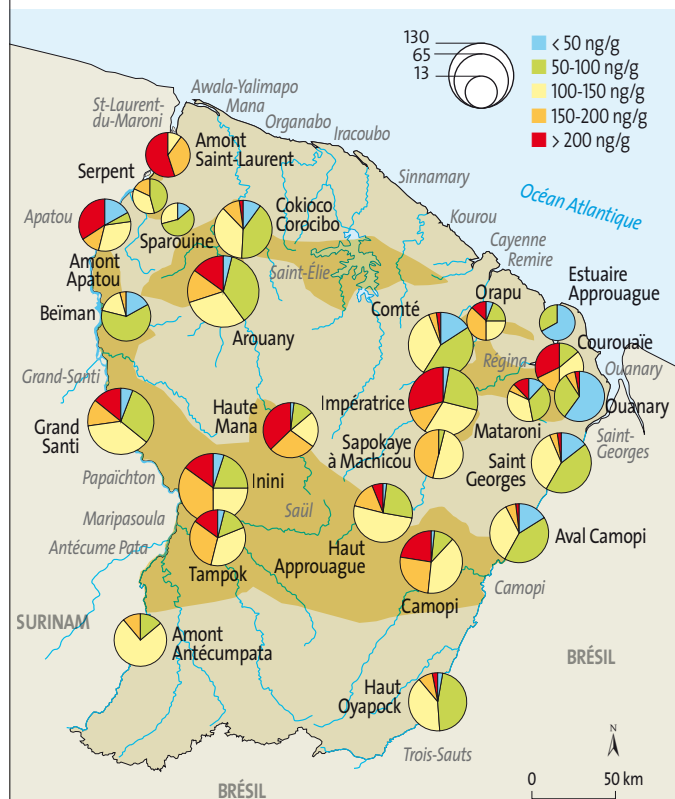 130
65
13
< 50 ng/g
50-100 ng/g
100-150 ng/g
150-200 ng/g
> 200 ng/g
Awala-Yalimapo
Mana
St-Laurent-
du-Maroni
Organabo
Iracoubo
Amont
Saint-Laurent
Serpent
Sinnamary
Océan Atlantique
Apatou
Sparouine
Cokioco
Corocibo
Kourou
Cayenne
Remire
Amont
Apatou
Saint-Élie
Estuaire
Approuague
Orapu
Comté
Beïman
Arouany
Courouaïe
Régina
Ouanary
Grand-Santi
Impératrice
Haute
Mana
Ouanary
Mataroni
Grand
Santi
Sapokaye
à Machicou
Saint
Georges
Saint-
Georges
Papaïchton
Inini
Saül
Maripasoula
Antécume Pata
Tampok
Haut
Approuague
Aval Camopi
Camopi
Camopi
SURINAM
Amont
Antécumpata
BRÉSIL
Haut
Oyapock
Trois-Sauts
N
BRÉSIL
0 50 km